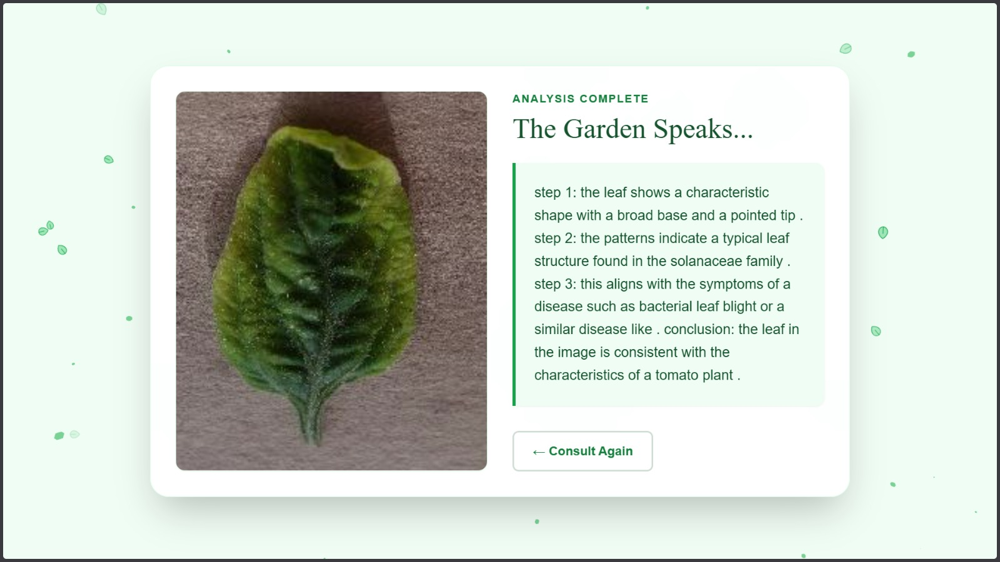 ANALYSIS COMPLETE
The Garden Speaks...
step 1: the leaf shows a characteristic
shape with a broad base and a pointed tip .
step 2: the patterns indicate a typical leaf
structure found in the solanaceae family .
step 3: this aligns with the symptoms of a
disease such as bacterial leaf blight or a
similar disease like . conclusion: the leaf in
the image is consistent with the
characteristics of a tomato plant .
← Consult Again